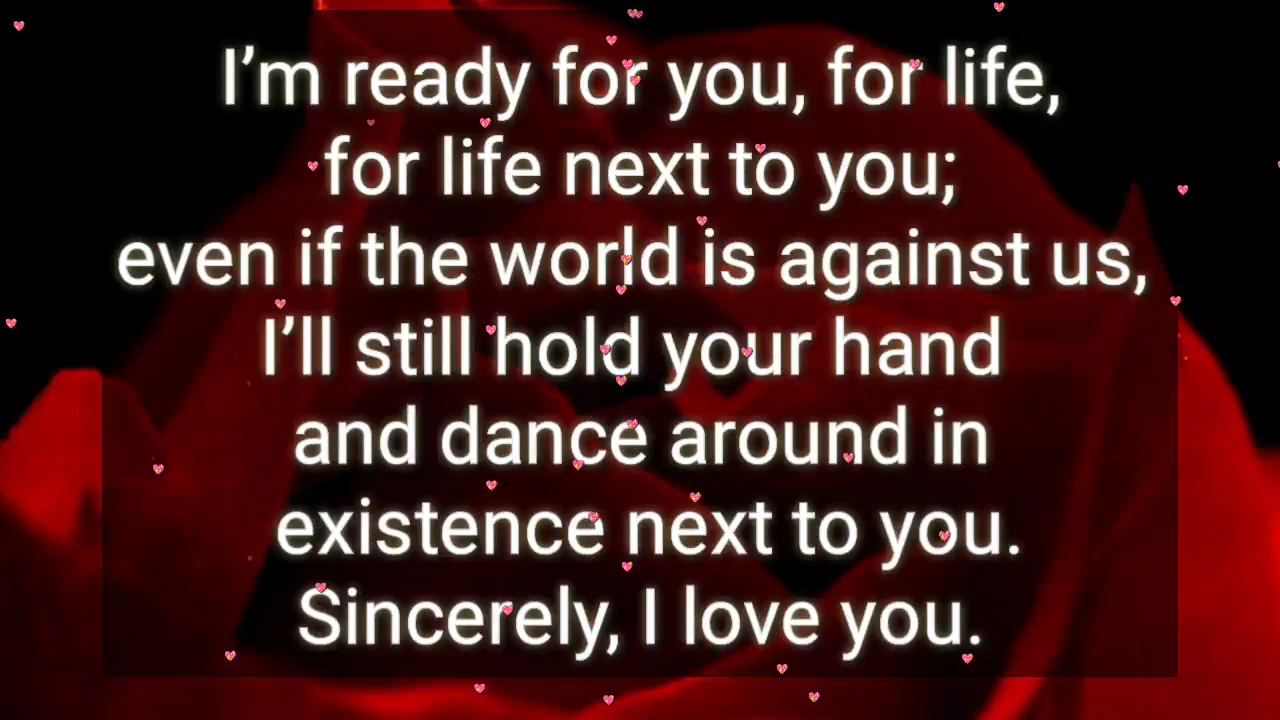 I’m ready for you, for life,
for life next to you;
even if the world is against us,
I’ll still hold your hand
and dance around in
existence next to you.
Sincerely, I love you.